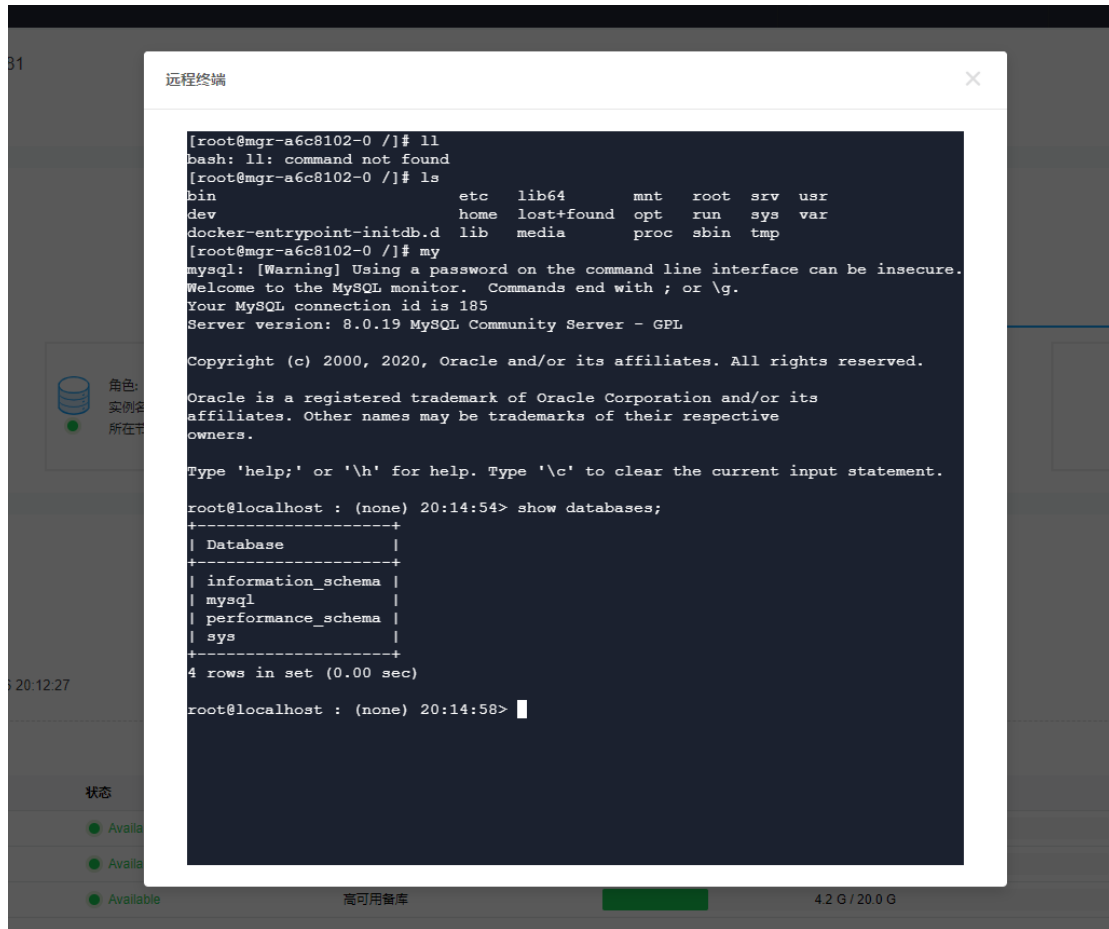 31
远程终端
[root@mgr-a6c8102-0 /]# ll
bash: ll: command not found
[root@mgr-a6c8102-0 /]# ls
bin etc lib64 mnt root srv usr
dev home lost+found opt run sys var
docker-entrypoint-initdb.d lib media proc sbin tmp
[root@mgr-a6c8102-0 /]# my
mysql: [Warning] Using a password on the command line interface can be insecure.
Welcome to the MySQL monitor.  Commands end with ; or \g.
Your MySQL connection id is 185
Server version: 8.0.19 MySQL Community Server - GPL
Copyright (c) 2000, 2020, Oracle and/or its affiliates. All rights reserved.
Oracle is a registered trademark of Oracle Corporation and/or its
affiliates. Other names may be trademarks of their respective
owners.
Type 'help;' or '\h' for help. Type '\c' to clear the current input statement.
root@localhost : (none) 20:14:54> show databases;
+--------------------+
| Database           |
+--------------------+
| information_schema |
| mysql              |
| performance_schema |
| sys                |
+--------------------+
4 rows in set (0.00 sec)
root@localhost : (none) 20:14:58>
角色:
实例名
所在节
20:12:27
状态
Availa
Availa
Available 高可用备库 4.2 G / 20.0 G